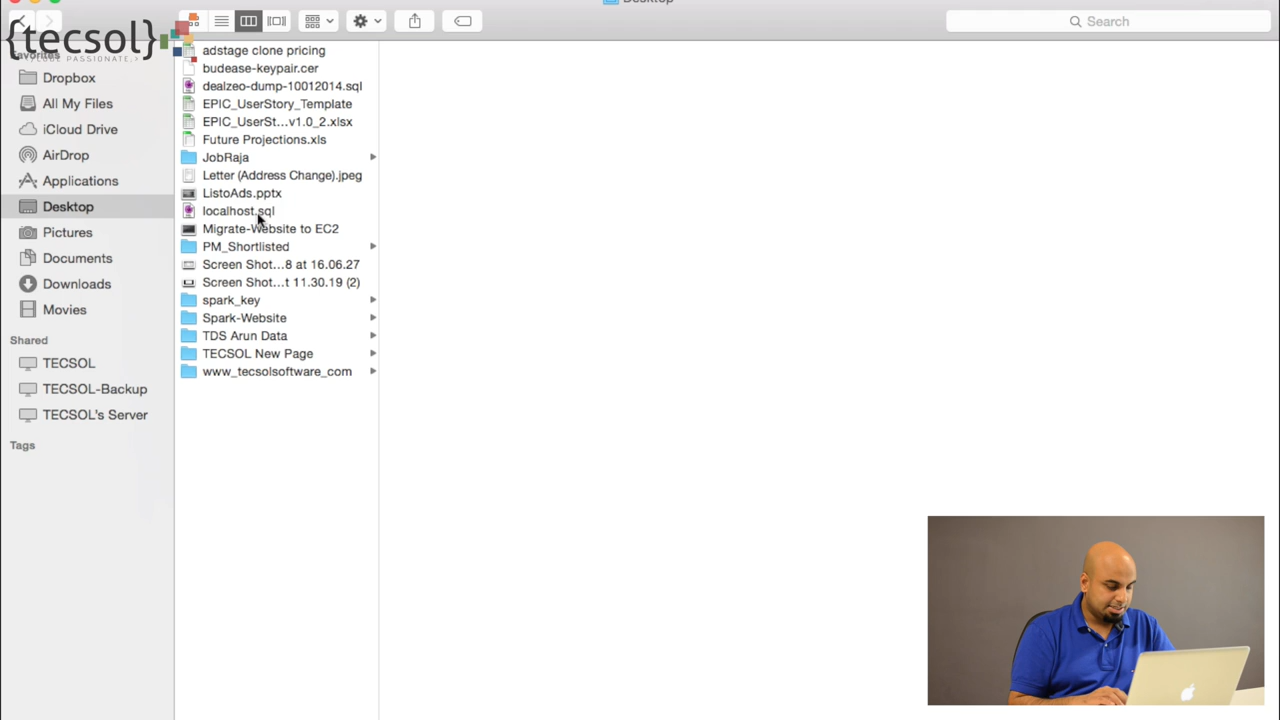 Desktop
Search
{tecsol}
Favorites
Dropbox
All My Files
iCloud Drive
AirDrop
Applications
Desktop
Pictures
Documents
Downloads
Movies
Shared
TECSOL
TECSOL-Backup
TECSOL's Server
Tags
adstage clone pricing
budease-keypair.cer
dealzeo-dump-10012014.sql
EPIC_UserStory_Template
EPIC_UserSt...v1.0_2.xlsx
Future Projections.xls
JobRaja
Letter (Address Change).jpeg
ListoAds.pptx
localhost.sql
Migrate-Website to EC2
PM_Shortlisted
Screen Shot...8 at 16.06.27
Screen Shot...t 11.30.19 (2)
spark_key
Spark-Website
TDS Arun Data
TECSOL New Page
www_tecsolsoftware_com